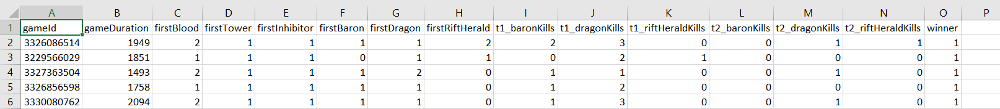 A B C D E F G H I J K L M N O P
1 gameId gameDuration firstBlood firstTower firstInhibitor firstBaron firstDragon firstRiftHerald t1_baronKills t1_dragonKills t1_riftHeraldKills t2_baronKills t2_dragonKills t2_riftHeraldKills winner
2 3326086514 1949 2 1 1 1 1 2 2 3 0 0 1 1 1
3 3229566029 1851 1 1 1 0 1 1 0 2 1 0 0 0 1
4 3327363504 1493 2 1 1 1 2 0 1 1 0 0 1 0 1
5 3326856598 1758 1 1 1 1 1 0 1 2 0 0 0 0 1
6 3330080762 2094 2 1 1 1 1 0 1 3 0 0 1 0 1